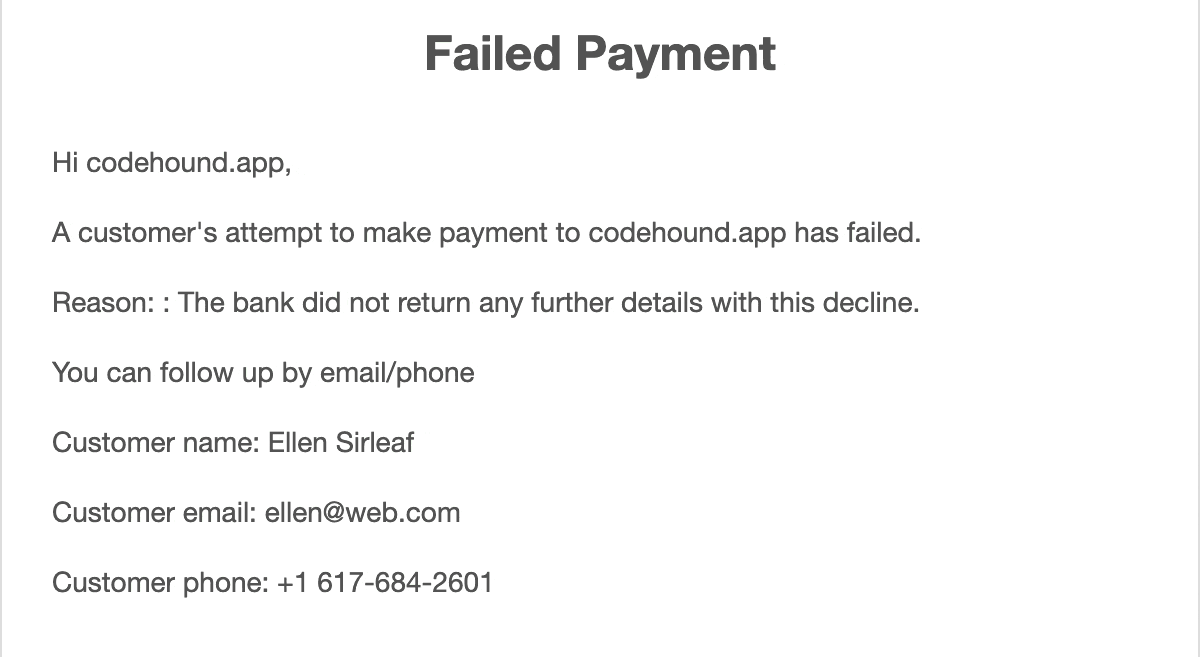 Failed Payment
Hi codehound.app,
A customer's attempt to make payment to codehound.app has failed.
Reason: : The bank did not return any further details with this decline.
You can follow up by email/phone
Customer name: Ellen Sirleaf
Customer email: ellen@web.com
Customer phone: +1 617-684-2601